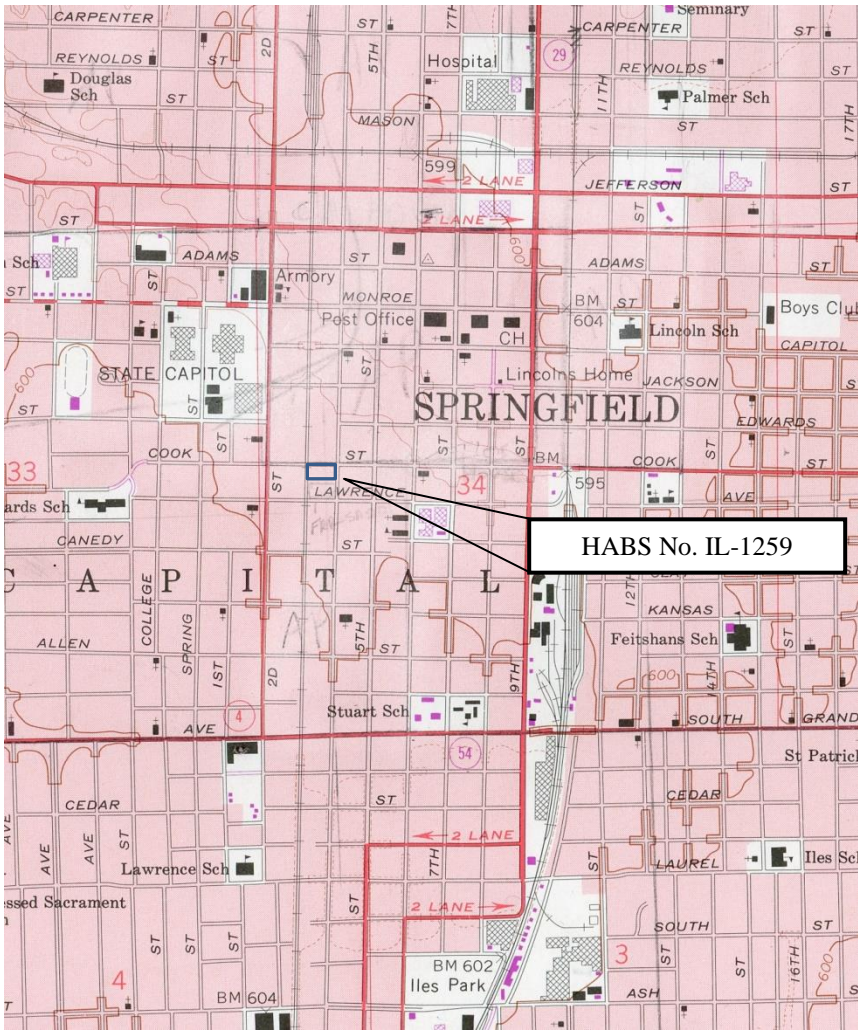 CARPENTER
ST
2D
7TH
ST
Seminary
CARPENTER
ST
REYNOLDS
ST
5TH
Hospital
29
11TH
REYNOLDS
17TH
Douglas
Sch
ST
ST
Palmer Sch
MASON
ST
599
2 LANE
JEFFERSON
ST
ST
2 LANE
ST
600
Sch
ADAMS
ST
ADAMS
ST
ST
Armory
MONROE
BM
604
ST
Boys Club
Post Office
CH
Lincoln Sch
CAPITOL
STATE CAPITOL
ST
Lincolns Home
JACKSON
600
ST
ST
SPRINGFIELD
EDWARDS
COOK
ST
ST
BM
COOK
ST
ST
33
ST
LAWRENCE
34
595
AVE
ards Sch
CANEDY
ST
HABS No. IL-1259
CAPITAL
12TH
KANSAS
ALLEN
COLLEGE
SPRING
1ST
2D
5TH
ST
9TH
Feitshans Sch
ST
600
14TH
Stuart Sch
4
AVE
SOUTH
GRAND
54
St Patric
CEDAR
ST
CEDAR
AVE
AVE
AVE
ST
2 LANE
7TH
Lawrence Sch
ST
LAUREL
Iles Sch
essed Sacrament
ST
ST
ST
ST
2 LANE
SOUTH
ST
4
BM 602
3
ST
ST
16TH
600
BM 604
Iles Park
ASH
ST